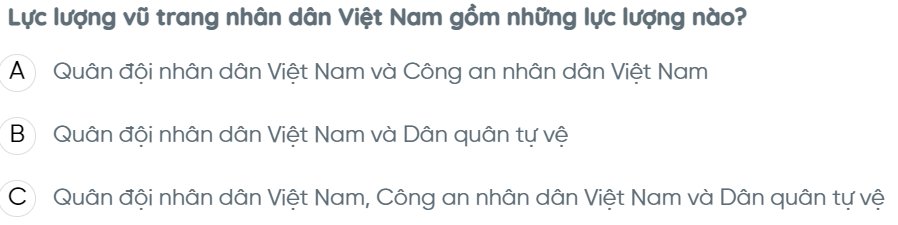 Lực lượng vũ trang nhân dân Việt Nam gồm những lực lượng nào?
A Quân đội nhân dân Việt Nam và Công an nhân dân Việt Nam
B Quân đội nhân dân Việt Nam và Dân quân tự vệ
C Quân đội nhân dân Việt Nam, Công an nhân dân Việt Nam và Dân quân tự vệ